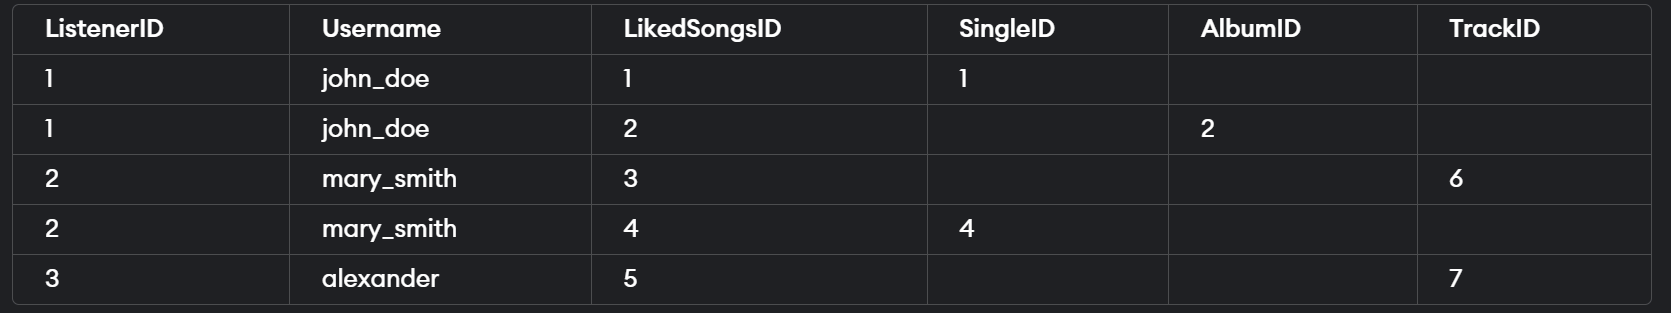 ListenerID Username LikedSongsID SingleID AlbumID TrackID
1 john_doe 1 1
1 john_doe 2 2
2 mary_smith 3 6
2 mary_smith 4 4
3 alexander 5 7